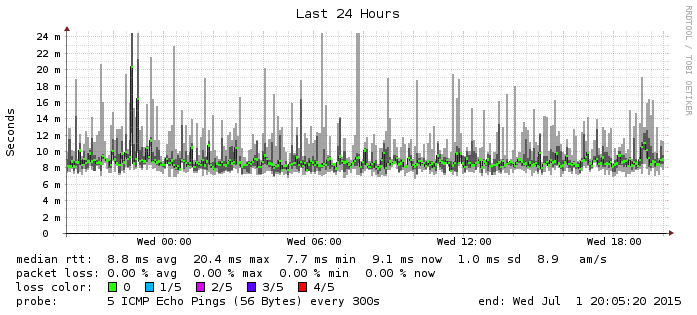 Last 24 Hours
RRDTOOL / TOBI OETIKER
Seconds
24 m
22 m
20 m
18 m
16 m
14 m
12 m
10 m
8 m
6 m
4 m
2 m
0
Wed 00:00 Wed 06:00 Wed 12:00 Wed 18:00
median rtt: 8.8 ms avg 20.4 ms max 7.7 ms min 9.1 ms now 1.0 ms sd 8.9 am/s
packet loss: 0.00 % avg 0.00 % max 0.00 % min 0.00 % now
loss color: 0 1/5 2/5 3/5 4/5
probe: 5 ICMP Echo Pings (56 Bytes) every 300s end: Wed Jul 1 20:05:20 2015